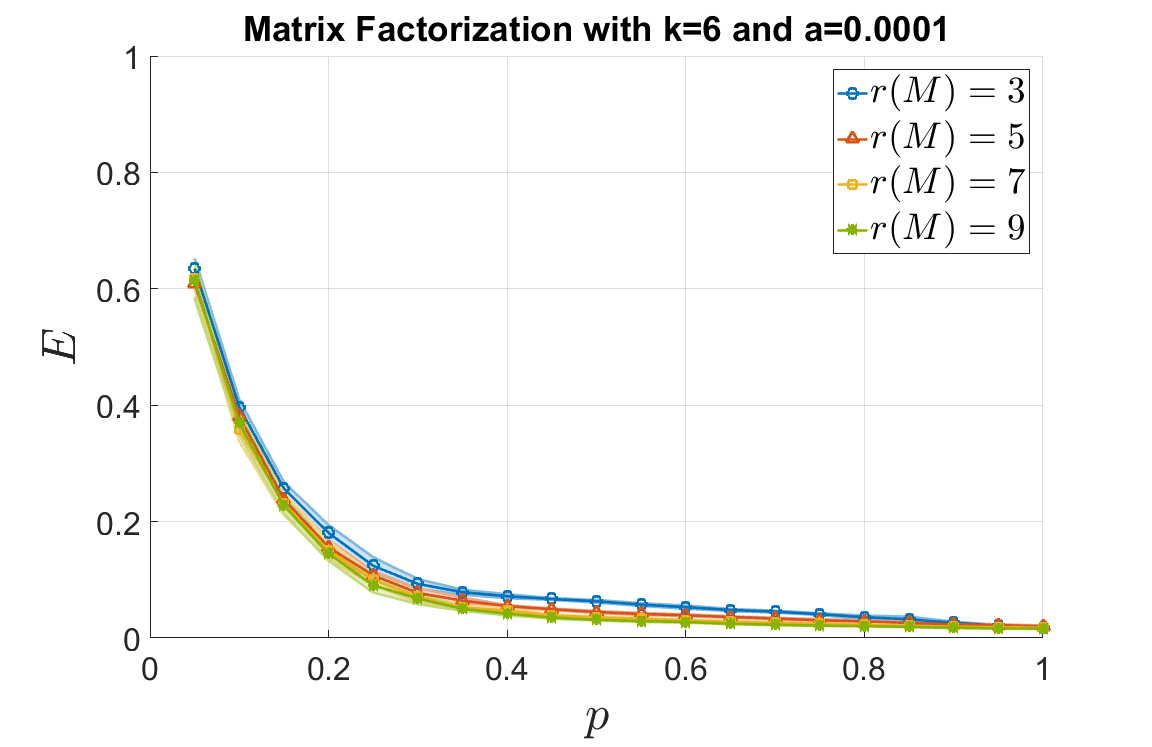 Matrix Factorization with k=6 and a=0.0001
1
0.8
0.6
0.4
0.2
0
E
r(M) = 3
r(M) = 5
r(M) = 7
r(M) = 9
0
0.2
0.4
0.6
0.8
1
p